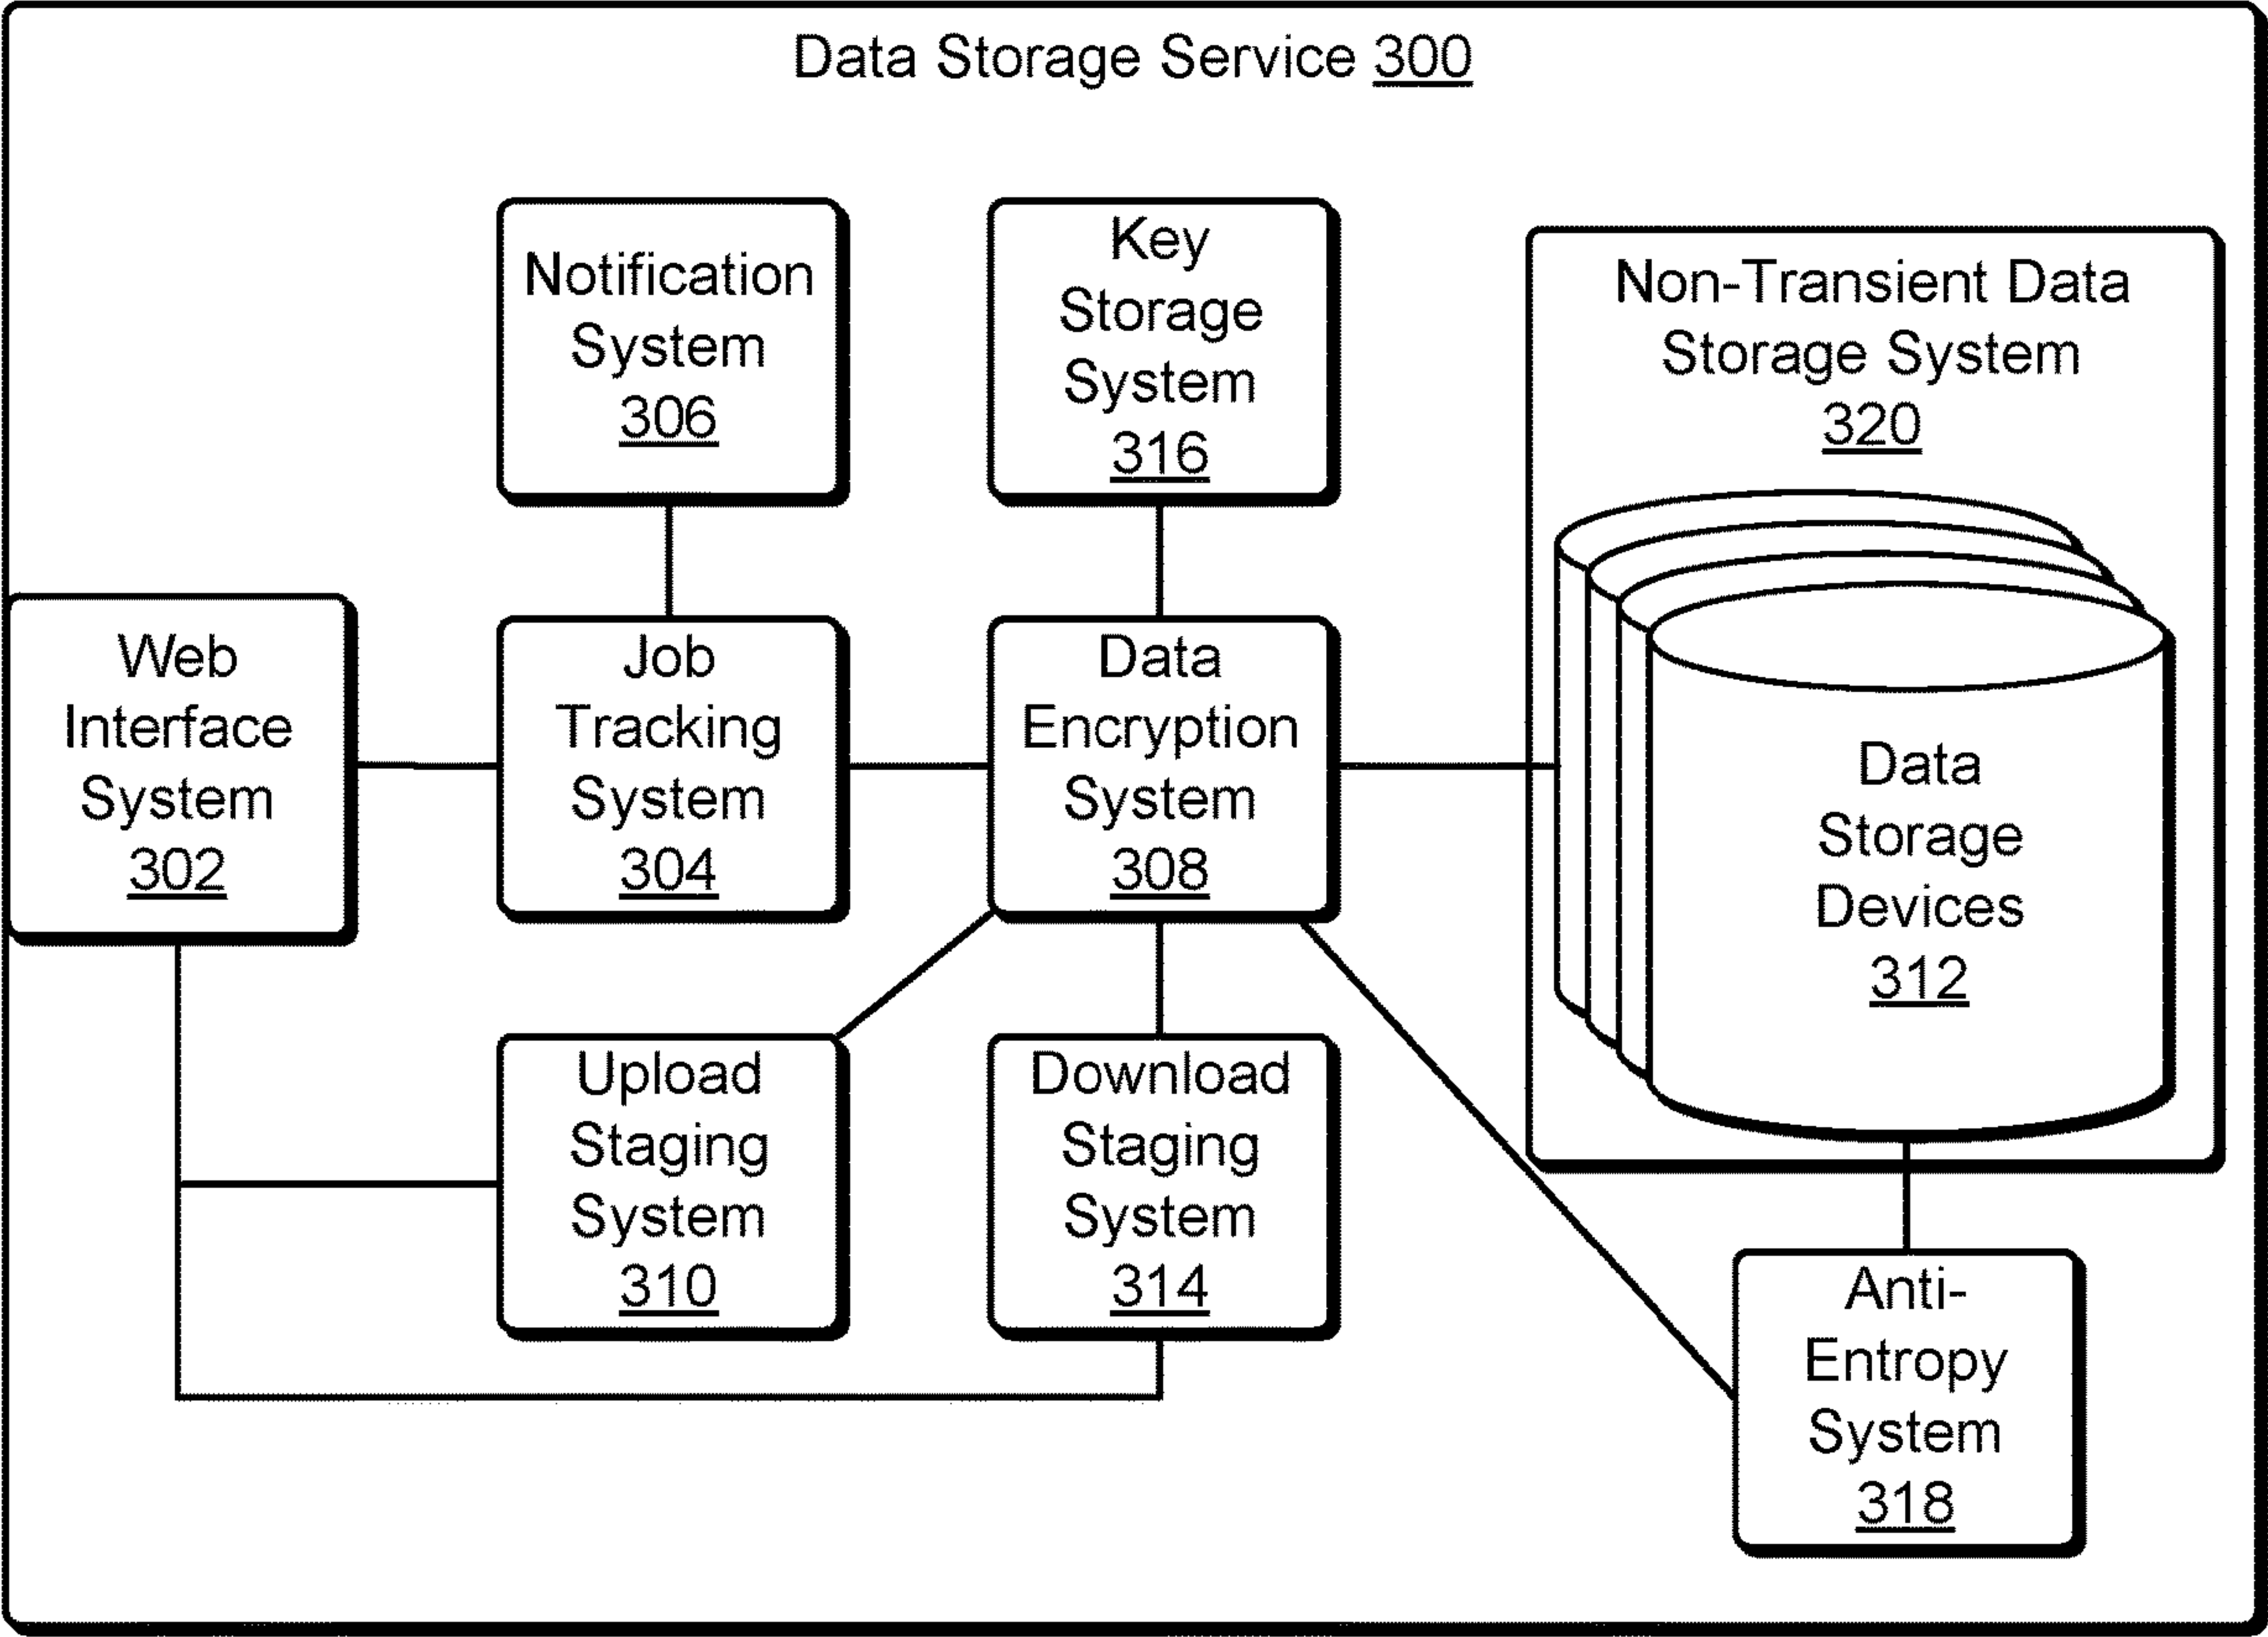 Data Storage Service 300
Notification
System
306
Key
Storage
System
316
Non-Transient Data
Storage System
320
Web
Interface
System
302
Job
Tracking
System
304
Data
Encryption
System
308
Data
Storage
Devices
312
Upload
Staging
System
310
Download
Staging
System
314
Anti-
Entropy
System
318